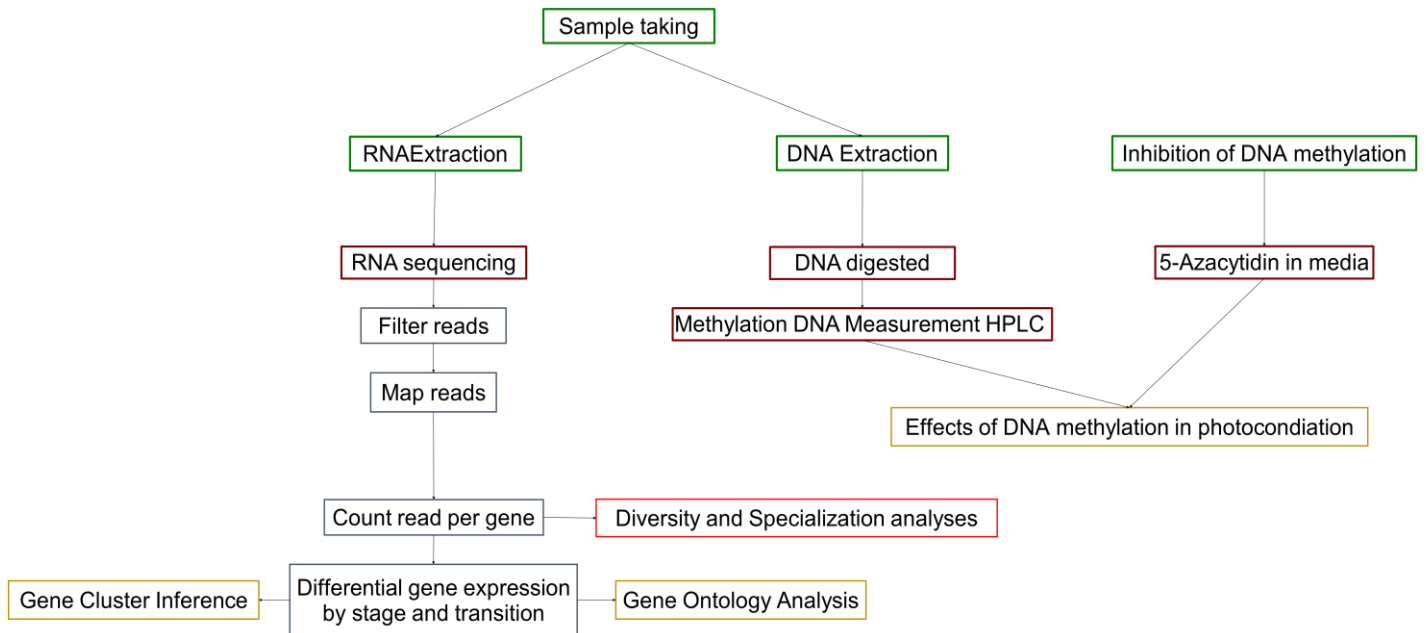 Sample taking
RNAExtraction
DNA Extraction
Inhibition of DNA methylation
RNA sequencing
DNA digested
5-Azacytidin in media
Filter reads
Methylation DNA Measurement HPLC
Map reads
Effects of DNA methylation in photocondiation
Count read per gene
Diversity and Specialization analyses
Gene Cluster Inference
Differential gene expression
by stage and transition
Gene Ontology Analysis